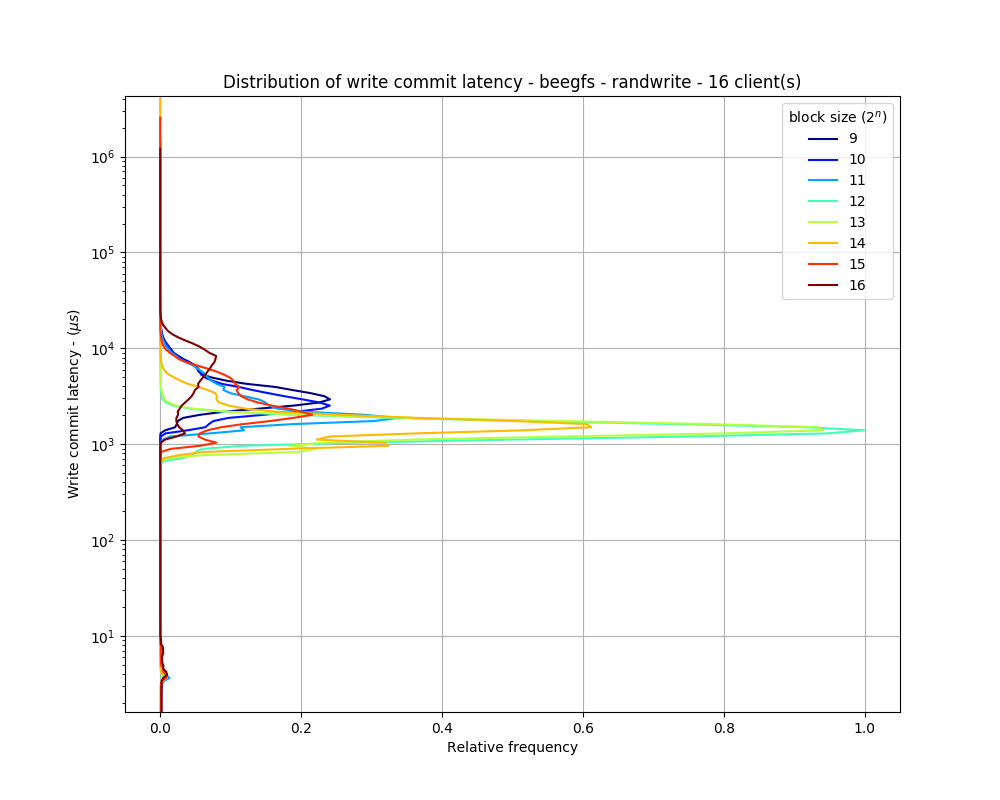 Distribution of write commit latency - beegfs - randwrite - 16 client(s)
block size (2ⁿ)
9
10
11
12
13
14
15
16
10⁶
10⁵
10⁴
10³
10²
10¹
Write commit latency - (μs)
0.0 0.2 0.4 0.6 0.8 1.0
Relative frequency